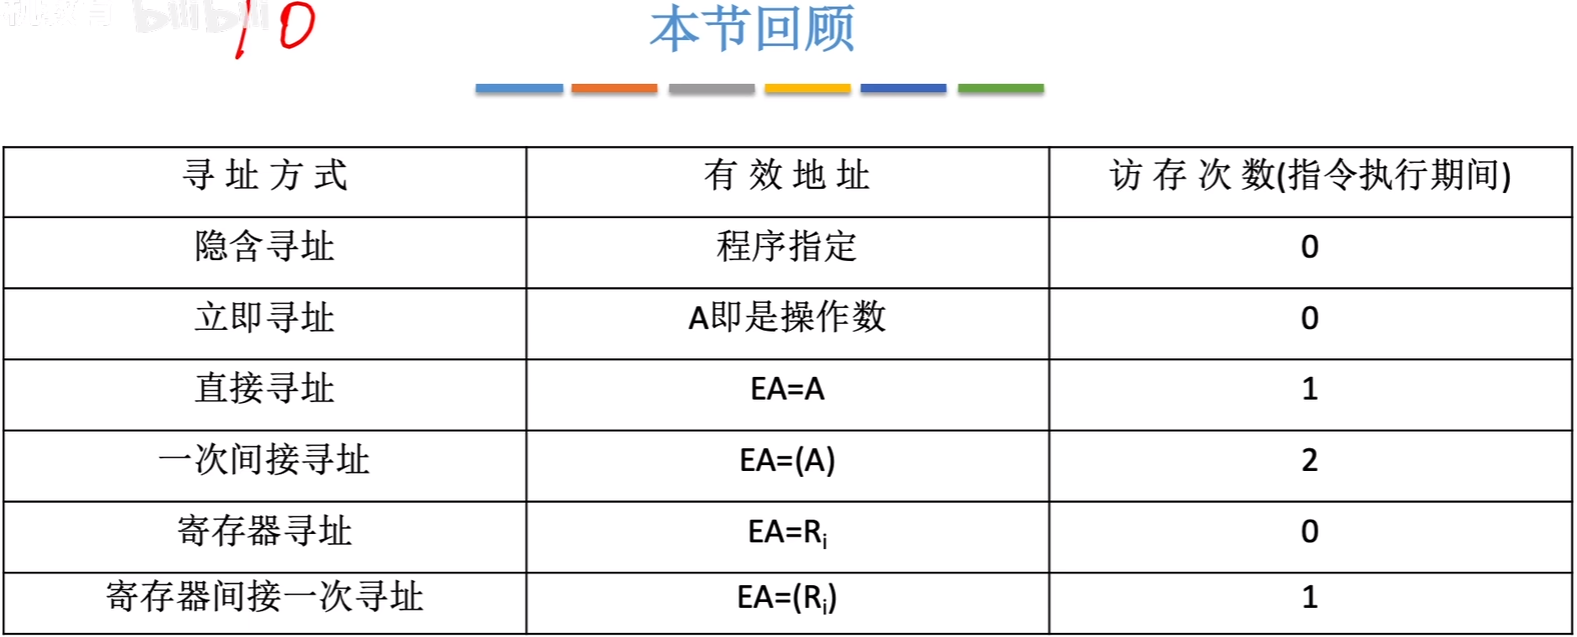 bilibili
10
本节回顾
寻址方式 有效地址 访存次数(指令执行期间)
隐含寻址 程序指定 0
立即寻址 A即是操作数 0
直接寻址 EA=A 1
一次间接寻址 EA=(A) 2
寄存器寻址 EA=Ri 0
寄存器间接一次寻址 EA=(Ri) 1